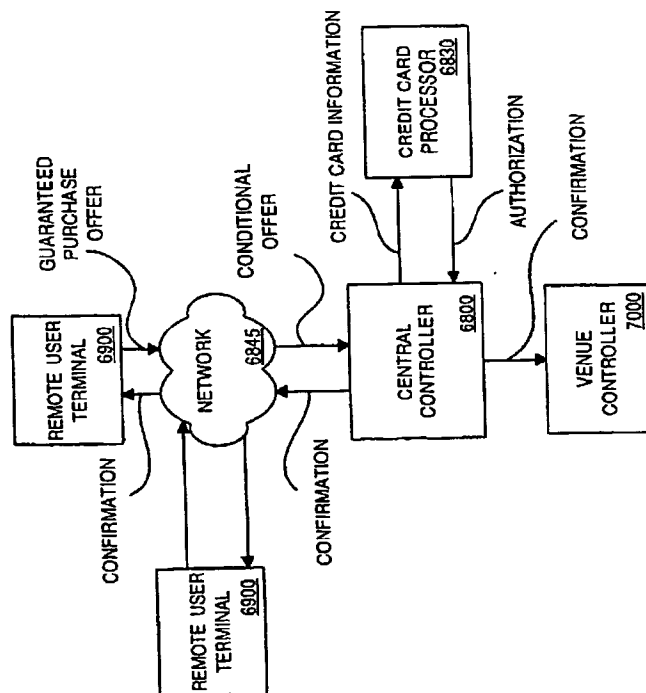 GUARANTEED
PURCHASE
OFFER
REMOTE USER
TERMINAL
6900
CONFIRMATION
NETWORK
6845
CONDITIONAL
OFFER
CONFIRMATION
REMOTE USER
TERMINAL
6900
CREDIT CARD INFORMATION
CREDIT CARD
PROCESSOR
6830
AUTHORIZATION
CENTRAL
CONTROLLER
6800
CONFIRMATION
VENUE
CONTROLLER
7000